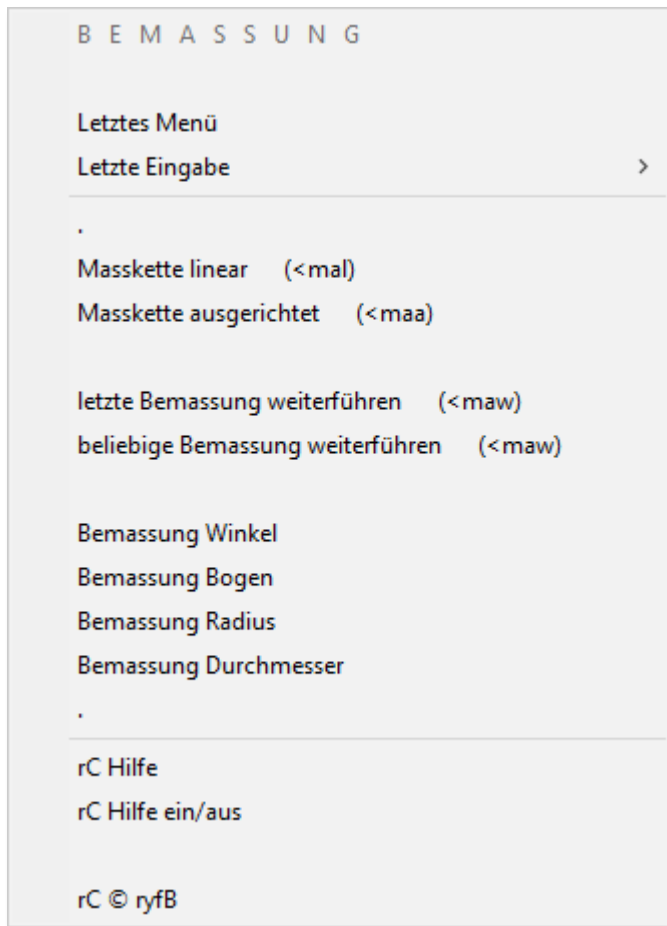 B E M A S S U N G
Letztes Menü
Letzte Eingabe >
.
Masskette linear (<mal)
Masskette ausgerichtet (<maa)
letzte Bemassung weiterführen (<maw)
beliebige Bemassung weiterführen (<maw)
Bemassung Winkel
Bemassung Bogen
Bemassung Radius
Bemassung Durchmesser
.
rC Hilfe
rC Hilfe ein/aus
rC © ryfB